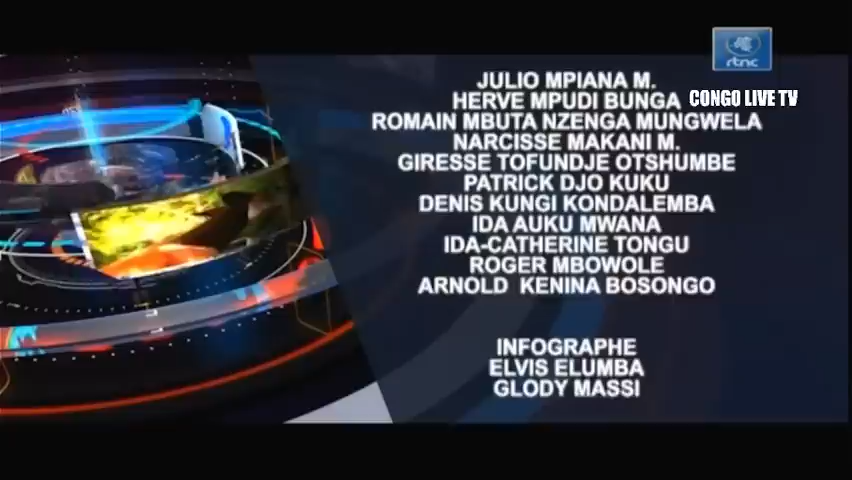 rtnc
JULIO MPIANA M.
HERVE MPUDI BUNGA
CONGO LIVE TV
ROMAIN MBUTA NZENGA MUNGWELA
NARCISSE MAKANI M.
GIRESSE TOFUNDJE OTSHUMBE
PATRICK DJO KUKU
DENIS KUNGI KONDALEMBA
IDA AUKU MWANA
IDA-CATHERINE TONGU
ROGER MBOWOLE
ARNOLD KENINA BOSONGO
INFOGRAPHE
ELVIS ELUMBA
GLODY MASSI